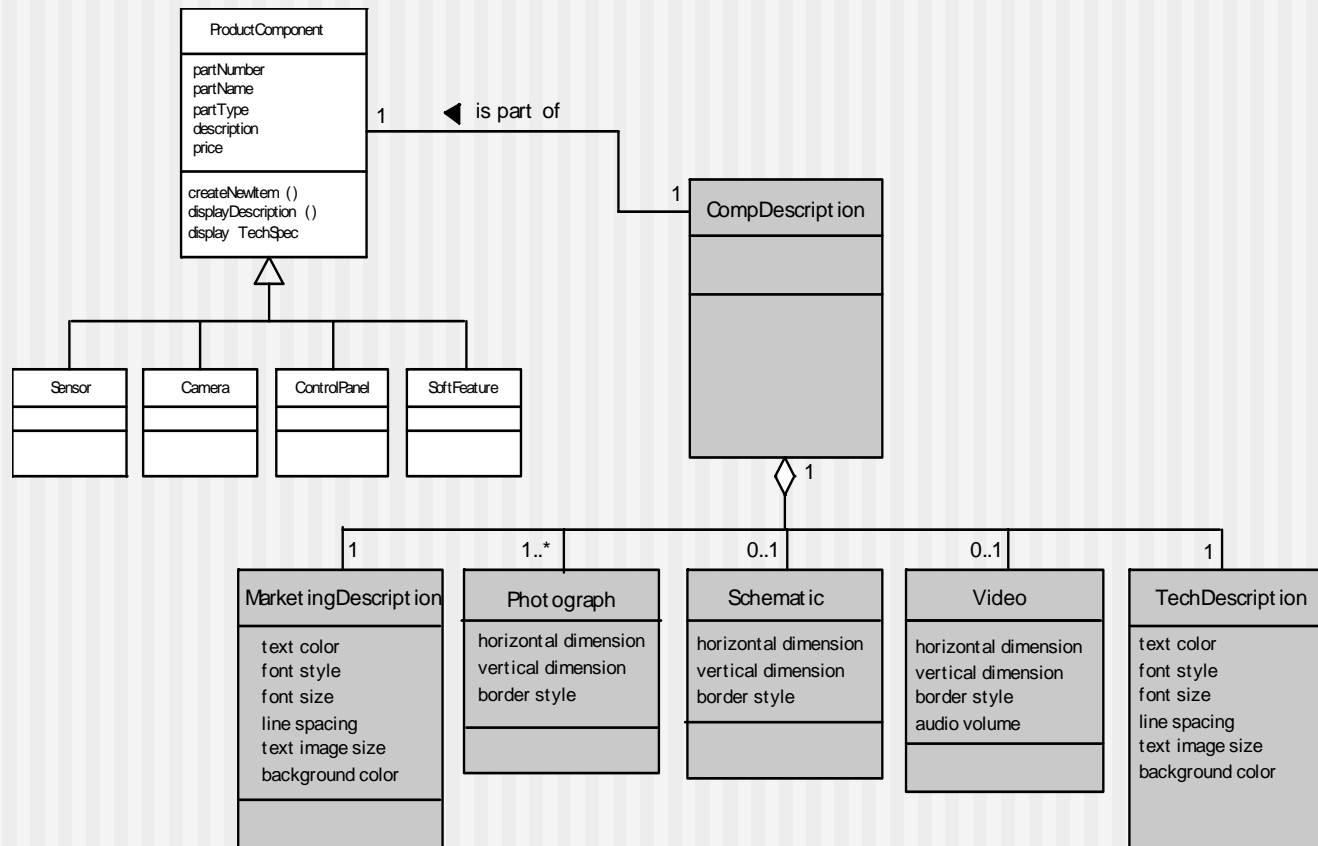 ProductComponent
partNumber
partName
partType
description
price
createNewItem ()
displayDescription ()
display TechSpec
1
is part of
1
CompDescription
Sensor
Camera
ControlPanel
SoftFeature
1
1
1..*
0..1
0..1
1
MarketingDescription
text color
font style
font size
line spacing
text image size
background color
Photograph
horizontal dimension
vertical dimension
border style
Schematic
horizontal dimension
vertical dimension
border style
Video
horizontal dimension
vertical dimension
border style
audio volume
TechDescription
text color
font style
font size
line spacing
text image size
background color